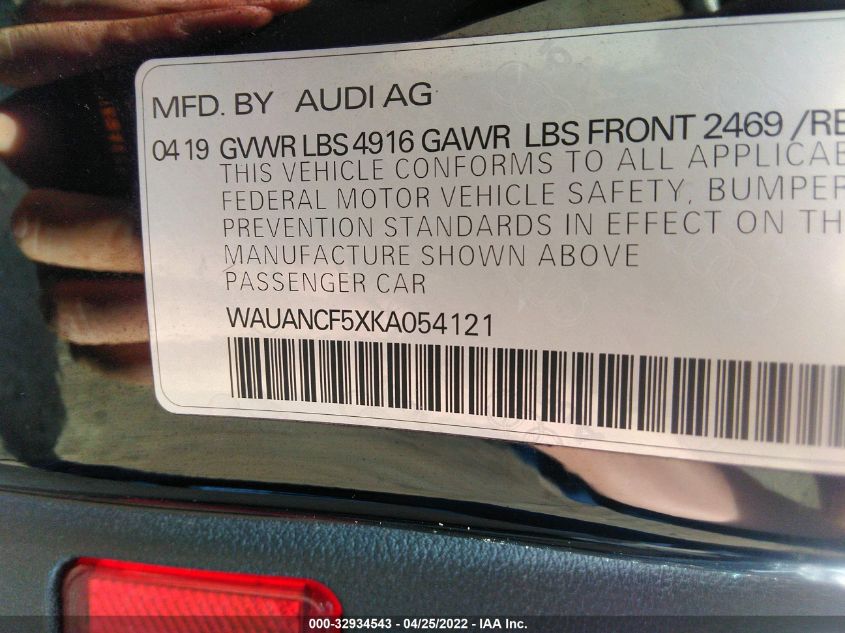 MFD. BY AUDI AG
04 19 GVWR LBS 4916 GAWR LBS FRONT 2469 /RE
THIS VEHICLE CONFORMS TO ALL APPLICAB
FEDERAL MOTOR VEHICLE SAFETY, BUMPER
PREVENTION STANDARDS IN EFFECT ON TH
MANUFACTURE SHOWN ABOVE
PASSENGER CAR
WAUANCF5XKA054121
000-32934543 - 04/25/2022 - IAA Inc.